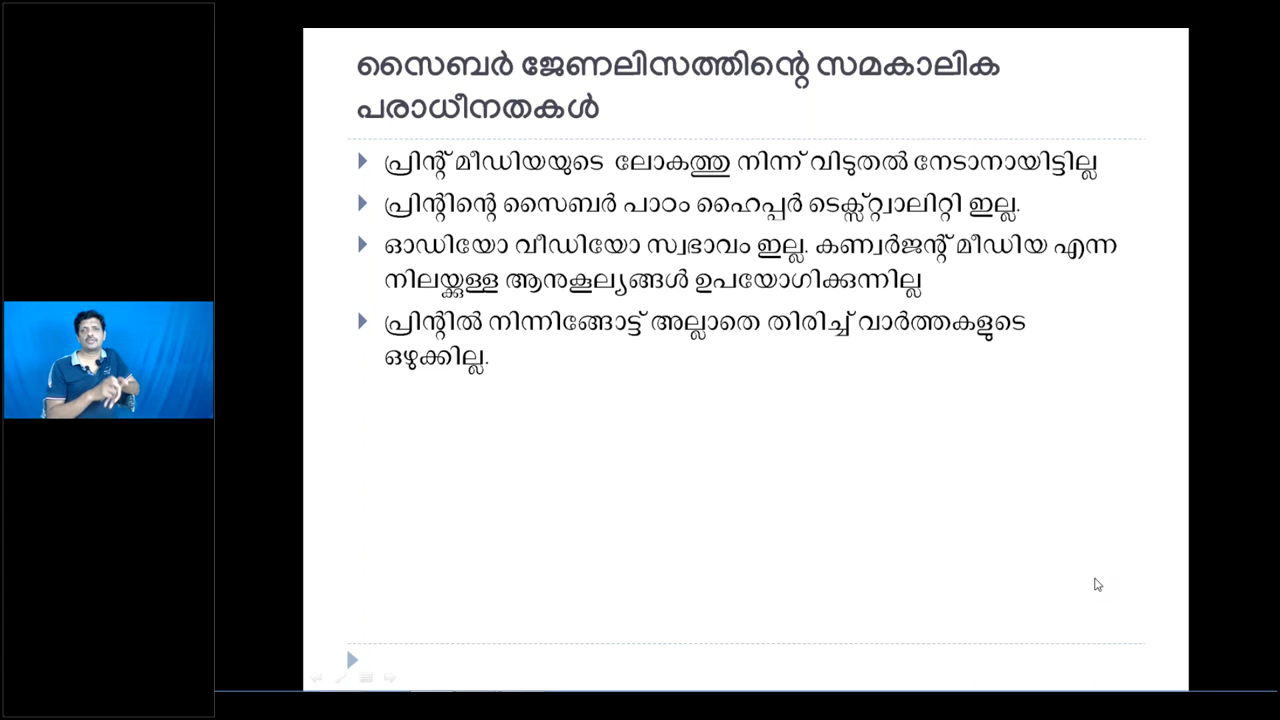 സൈബർ ജേണലിസത്തിന്റെ സമകാലിക
പരാധീനതകൾ
പ്രിന്റ് മീഡിയയുടെ ലോകത്തു നിന്ന് വിടുതൽ നേടാനായിട്ടില്ല
പ്രിന്റിന്റെ സൈബർ പാഠം ഹൈപ്പർ ടെക്സ്റ്റ്വാലിറ്റി ഇല്ല.
ഓഡിയോ വീഡിയോ സ്വഭാവം ഇല്ല. കൺവർജന്റ് മീഡിയ എന്ന
നിലയ്ക്കുള്ള ആനുകൂല്യങ്ങൾ ഉപയോഗിക്കുന്നില്ല
പ്രിന്റിൽ നിന്നിങ്ങോട്ട് അല്ലാതെ തിരിച്ച് വാർത്തകളുടെ
ഒഴുക്കില്ല.